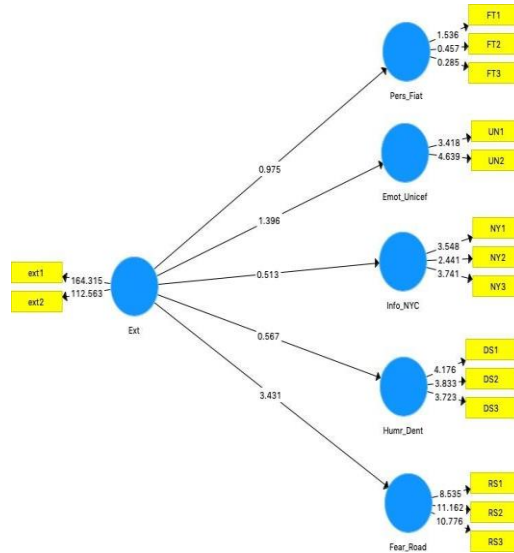 FT1
1.536
0.457
FT2
0.285
FT3
Pers_Fiat
UN1
3.418
4.639
UN2
Emot_Unicef
0.975
1.396
NY1
3.548
2.441
NY2
3.741
NY3
Info_NYC
0.513
ext1
164.315
112.563
ext2
Ext
0.567
DS1
4.176
3.833
DS2
3.723
DS3
Humr_Dent
3.431
RS1
8.535
11.162
RS2
10.776
RS3
Fear_Road